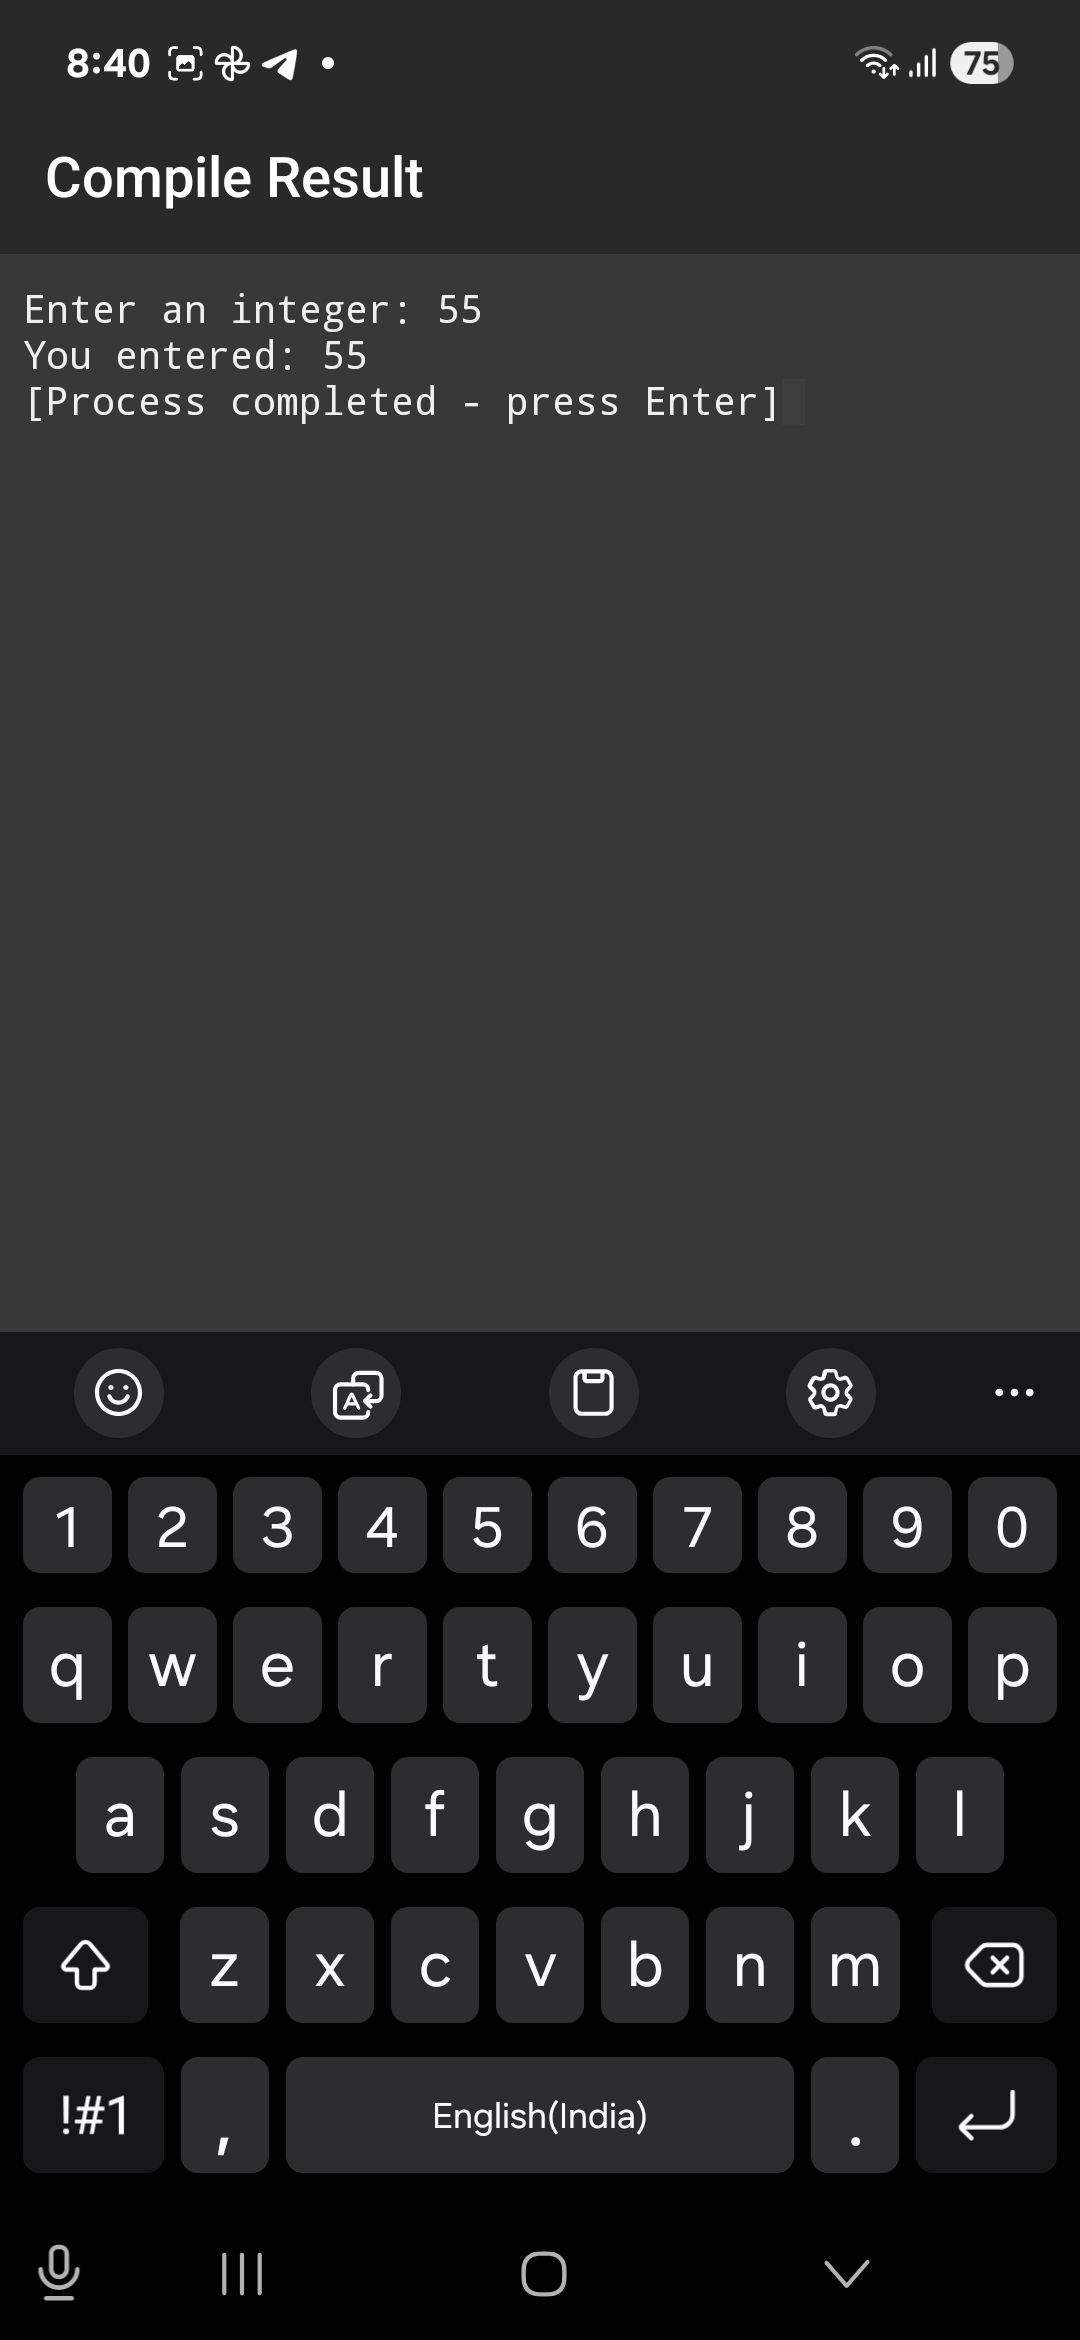 8:40
75
Compile Result
Enter an integer: 55
You entered: 55
[Process completed - press Enter]
1 2 3 4 5 6 7 8 9 0
q w e r t y u i o p
a s d f g h j k l
z x c v b n m
!#1 , English(India) .